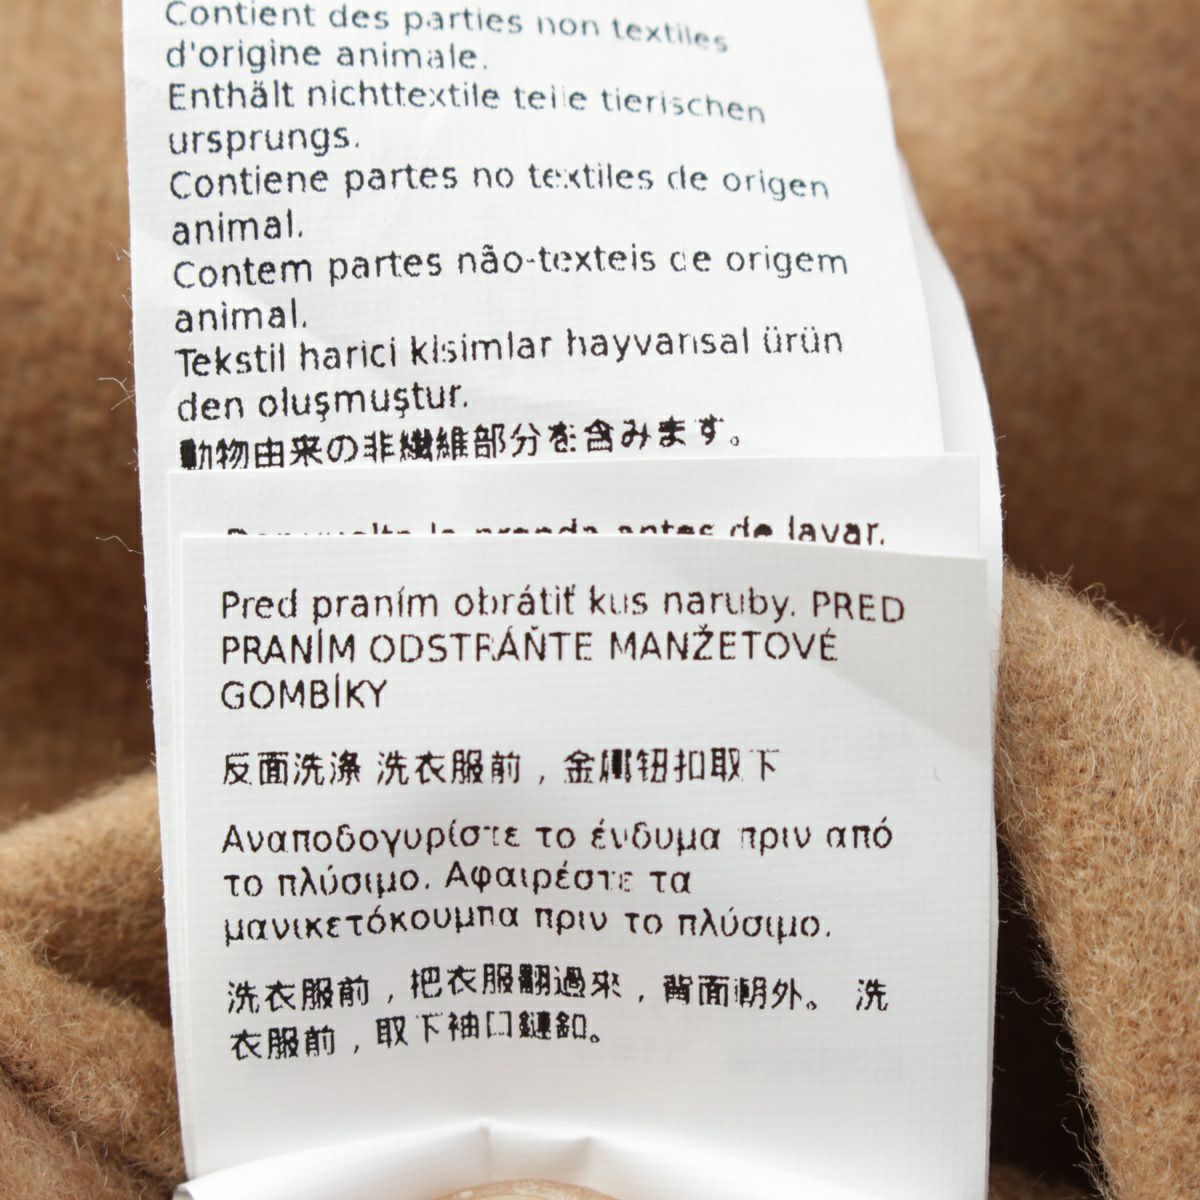 Contient des parties non textiles
d'origine animale.
Enthält nichttextile teile tierischen
ursprungs.
Contiene partes no textiles de origen
animal.
Contem partes não-texteis de origem
animal.
Tekstil harici kisimlar hayvansal ürün
den oluşmuştur.
動物由来の非繊維部分を含みます。
la prenda antes de lavar.
Pred praním obrátiť kus naruby. PRED
PRANÍM ODSTRÁŇTE MANŽETOVÉ
GOMBÍKY
反面洗涤 洗衣服前，金属钮扣取下
Αναποδογυρίστε το ένδυμα πριν από
το πλύσιμο. Αφαιρέστε τα
μανικετόκουμπα πριν το πλύσιμο.
洗衣服前，把衣服翻過來，背面朝外。 洗
衣服前，取下袖口鏈釦。